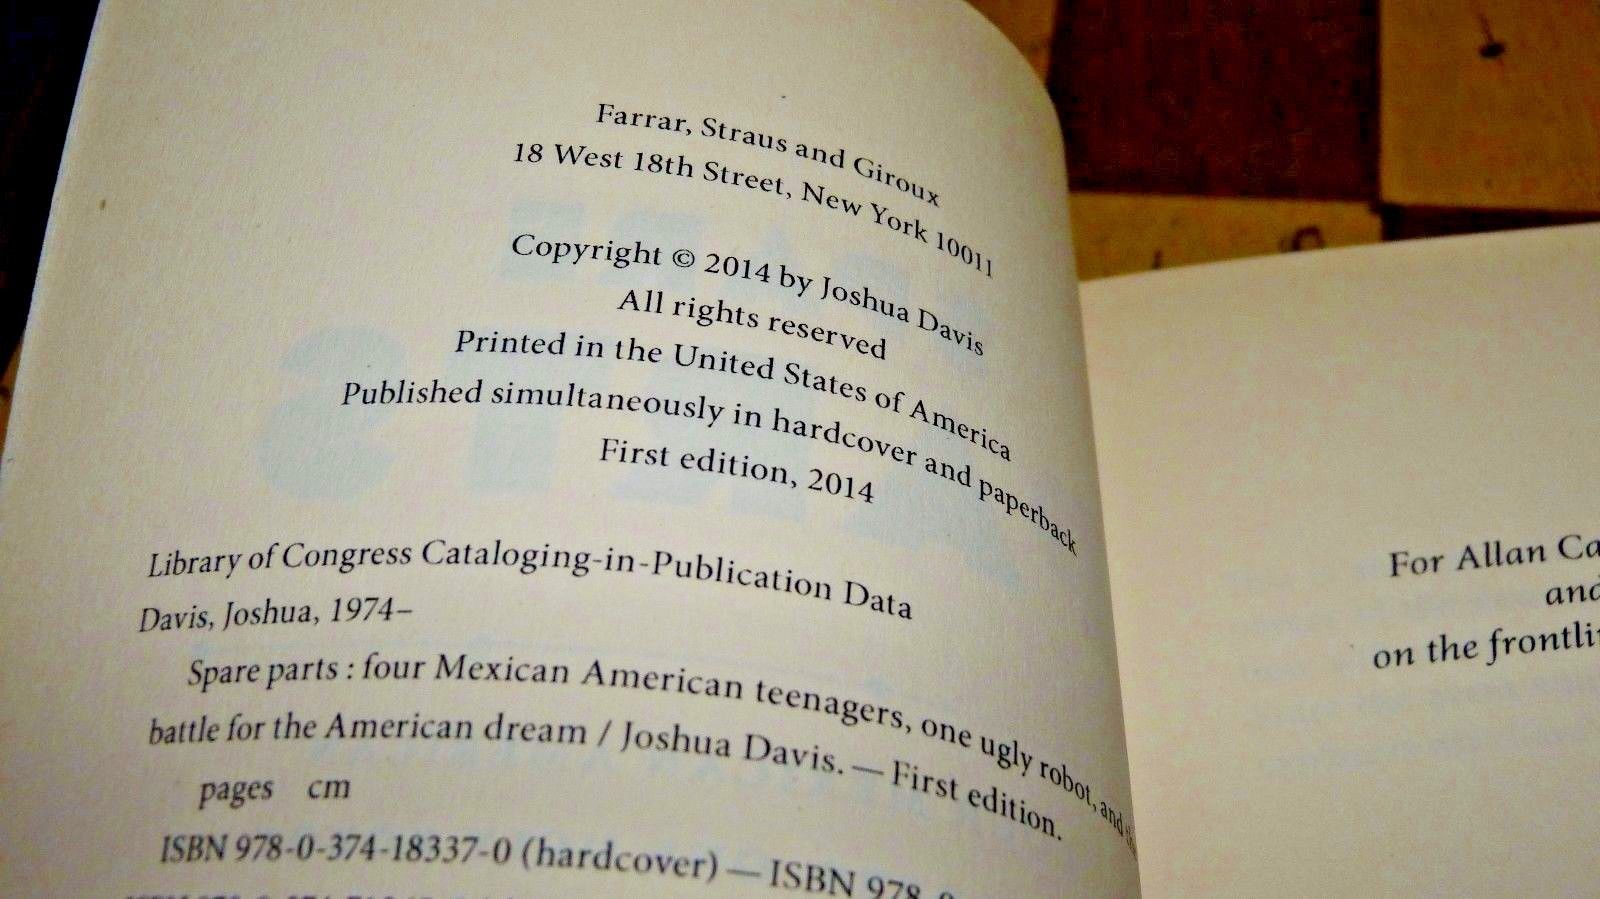 Farrar, Straus and Giroux
18 West 18th Street, New York 10011
Copyright © 2014 by Joshua Davis
All rights reserved
Printed in the United States of America
Published simultaneously in hardcover and paperback
First edition, 2014
Library of Congress Cataloging-in-Publication Data
Davis, Joshua, 1974–
Spare parts : four Mexican American teenagers, one ugly robot, and
battle for the American dream / Joshua Davis. — First edition.
pages cm
ISBN 978-0-374-18337-0 (hardcover) — ISBN 978-
For Allan Ca
and
on the frontli